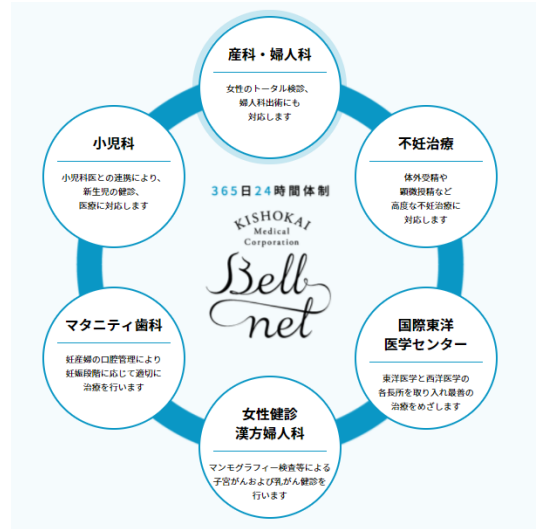 産科・婦人科
女性のトータル検診、
婦人科出術にも
対応します
小児科
小児科医との連携により、
新生児の健診、
医療に対応します
不妊治療
体外受精や
顕微授精など
高度な不妊治療に
対応します
365日24時間体制
KISHOKAI
Medical
Corporation
Bell
net
マタニティ歯科
妊産婦の口腔管理により
妊娠段階に応じて適切に
治療を行います
国際東洋
医学センター
東洋医学と西洋医学の
各長所を取り入れ最善の
治療をめざします
女性健診
漢方婦人科
マンモグラフィー検査等による
子宮がんおよび乳がん健診を
行います